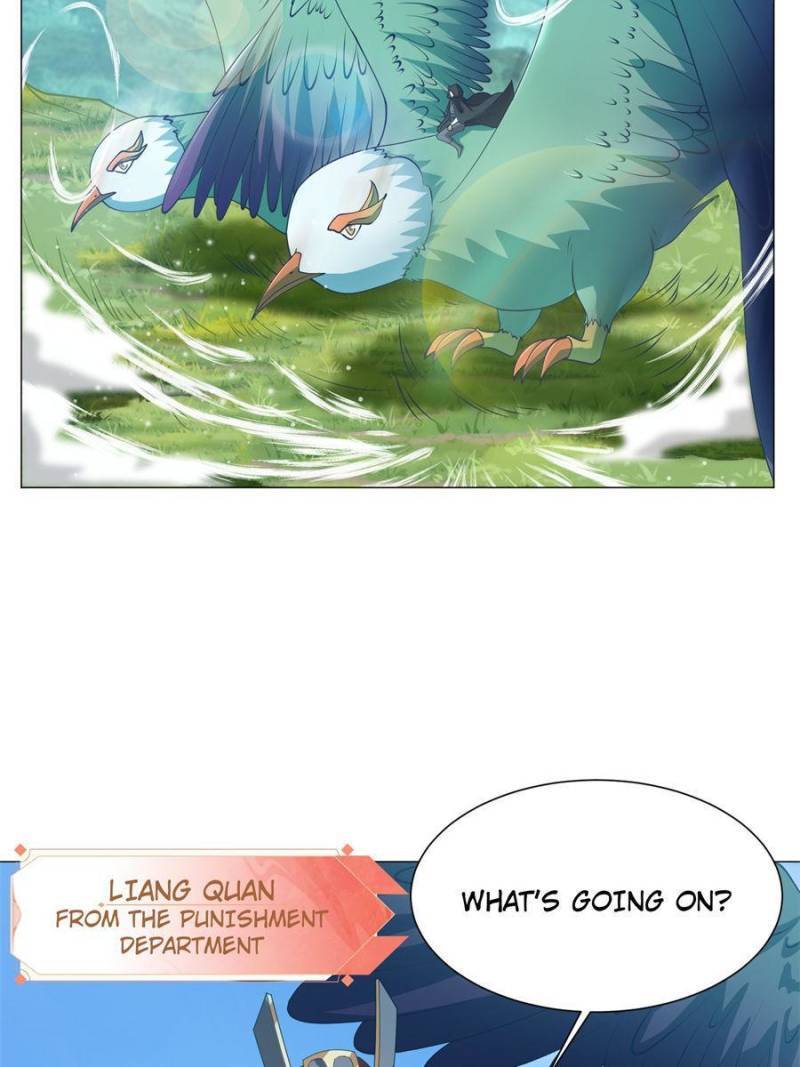 LIANG QUAN
FROM THE PUNISHMENT
DEPARTMENT
WHAT'S GOING ON?